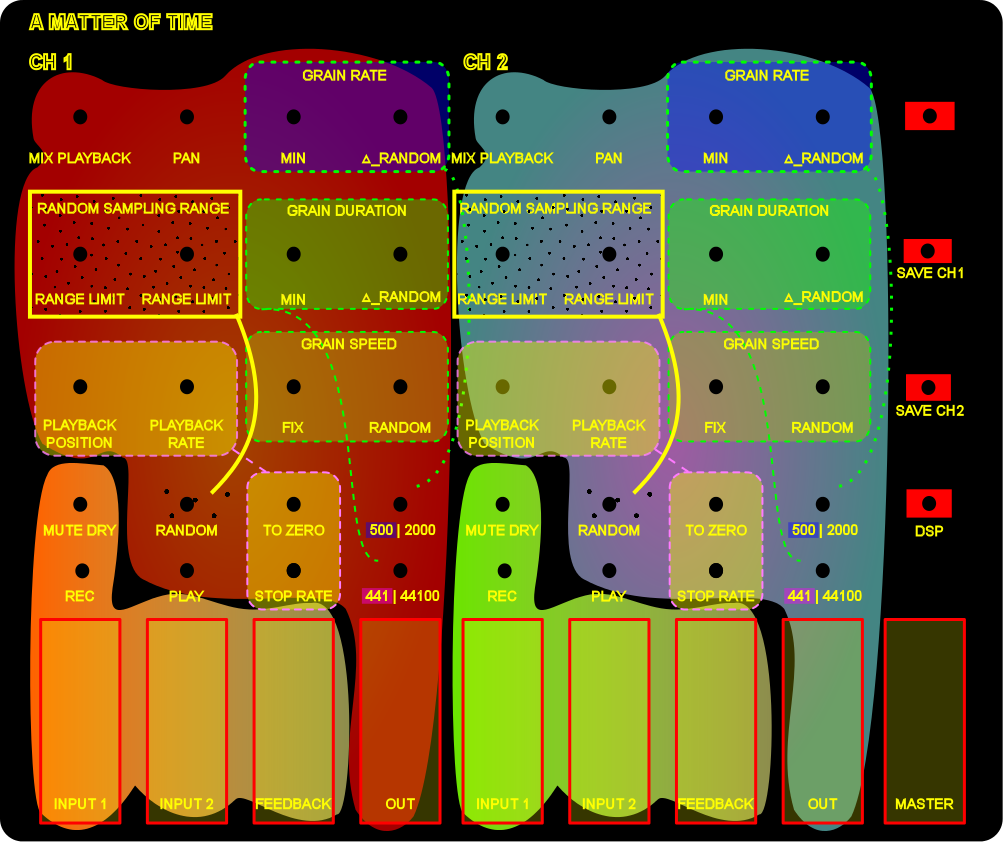 A MATTER OF TIME
CH 1
CH 2
GRAIN RATE
GRAIN RATE
MIX PLAYBACK PAN MIN Δ_RANDOM MIX PLAYBACK PAN MIN Δ_RANDOM
RANDOM SAMPLING RANGE GRAIN DURATION RANDOM SAMPLING RANGE GRAIN DURATION
SAVE CH1
RANGE LIMIT RANGE LIMIT MIN Δ_RANDOM RANGE LIMIT RANGE LIMIT MIN Δ_RANDOM
GRAIN SPEED GRAIN SPEED
SAVE CH2
PLAYBACK POSITION
PLAYBACK RATE
FIX RANDOM
PLAYBACK POSITION
PLAYBACK RATE
FIX RANDOM
MUTE DRY RANDOM TO ZERO 500 | 2000 MUTE DRY RANDOM TO ZERO 500 | 2000 DSP
REC PLAY STOP RATE 441 | 44100 REC PLAY STOP RATE 441 | 44100
INPUT 1 INPUT 2 FEEDBACK OUT INPUT 1 INPUT 2 FEEDBACK OUT MASTER